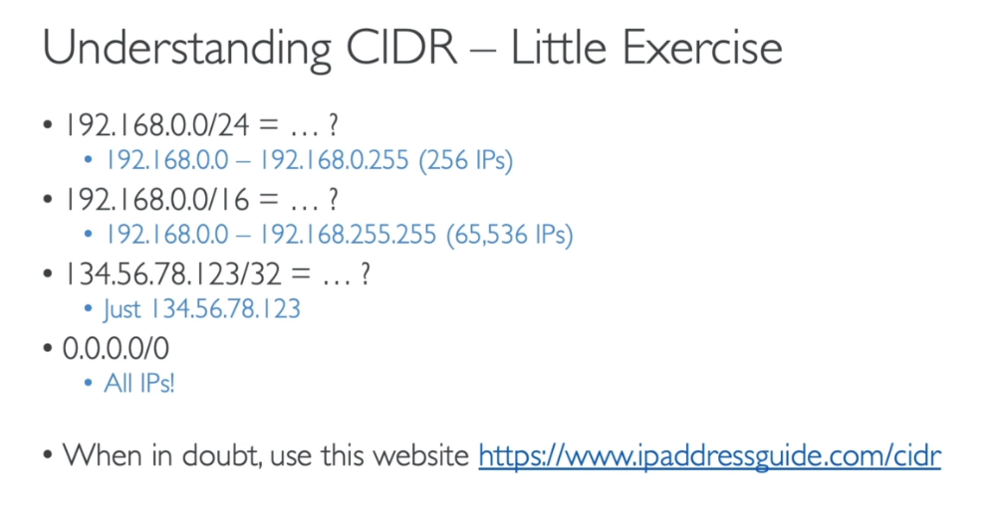 Understanding CIDR – Little Exercise
• 192.168.0.0/24 = … ?
• 192.168.0.0 – 192.168.0.255 (256 IPs)
• 192.168.0.0/16 = … ?
• 192.168.0.0 – 192.168.255.255 (65,536 IPs)
• 134.56.78.123/32 = … ?
• Just 134.56.78.123
• 0.0.0.0/0
• All IPs!
• When in doubt, use this website https://www.ipaddressguide.com/cidr